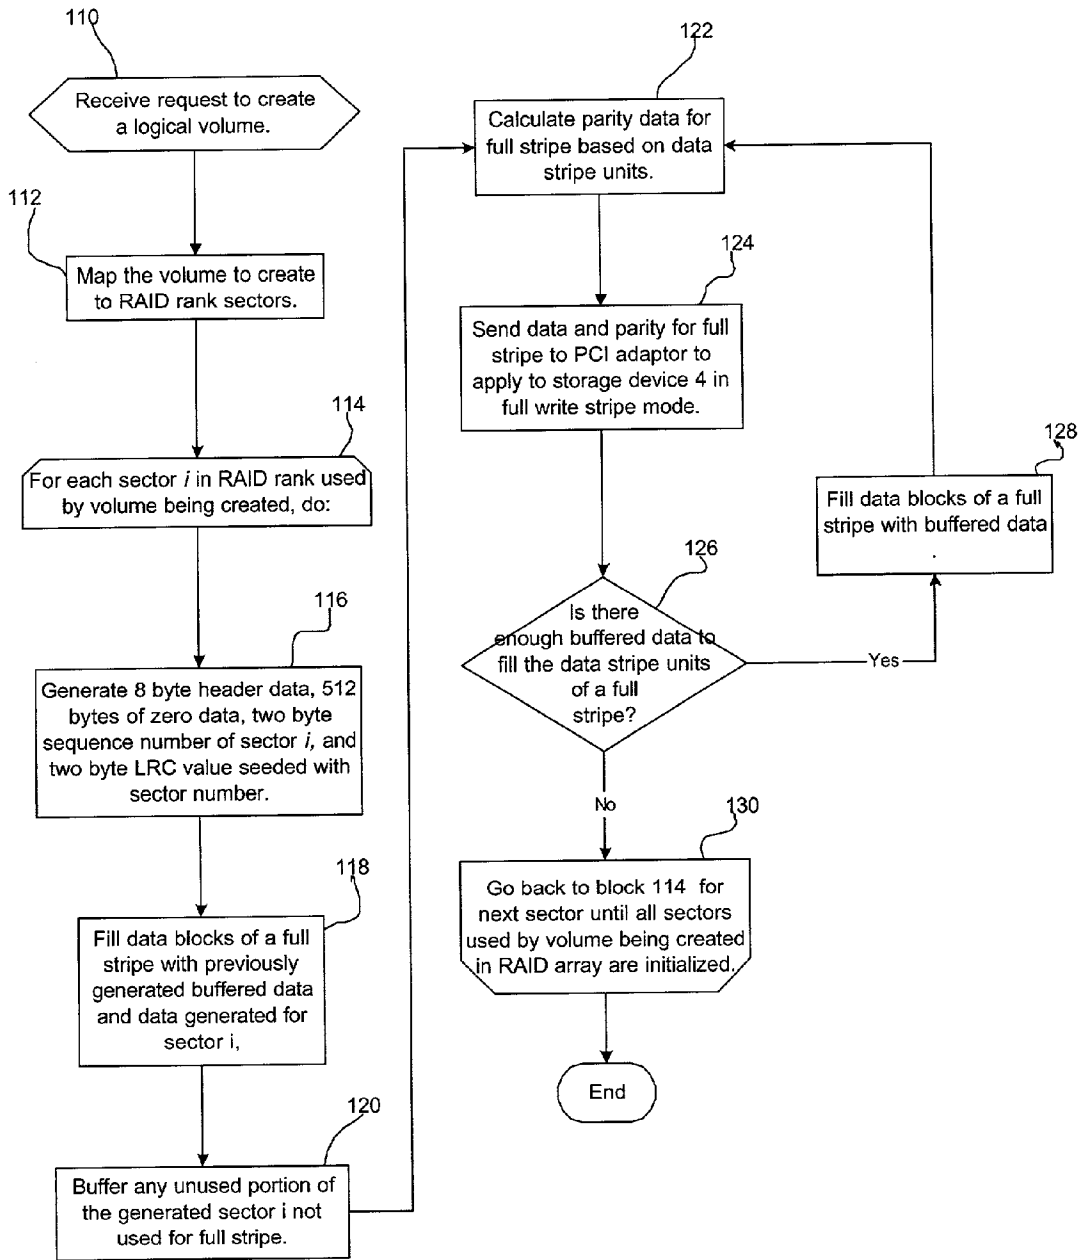 110
Receive request to create
a logical volume.
112
Map the volume to create
to RAID rank sectors.
114
For each sector i in RAID rank used
by volume being created, do:
116
Generate 8 byte header data, 512
bytes of zero data, two byte
sequence number of sector i, and
two byte LRC value seeded with
sector number.
118
Fill data blocks of a full
stripe with previously
generated buffered data
and data generated for
sector i,
120
Buffer any unused portion of
the generated sector i not
used for full stripe.
122
Calculate parity data for
full stripe based on data
stripe units.
124
Send data and parity for full
stripe to PCI adaptor to
apply to storage device 4 in
full write stripe mode.
126
Is there
enough buffered data to
fill the data stripe units
of a full
stripe?
Yes
128
Fill data blocks of a full
stripe with buffered data
.
No
130
Go back to block 114 for
next sector until all sectors
used by volume being created
in RAID array are initialized.
End